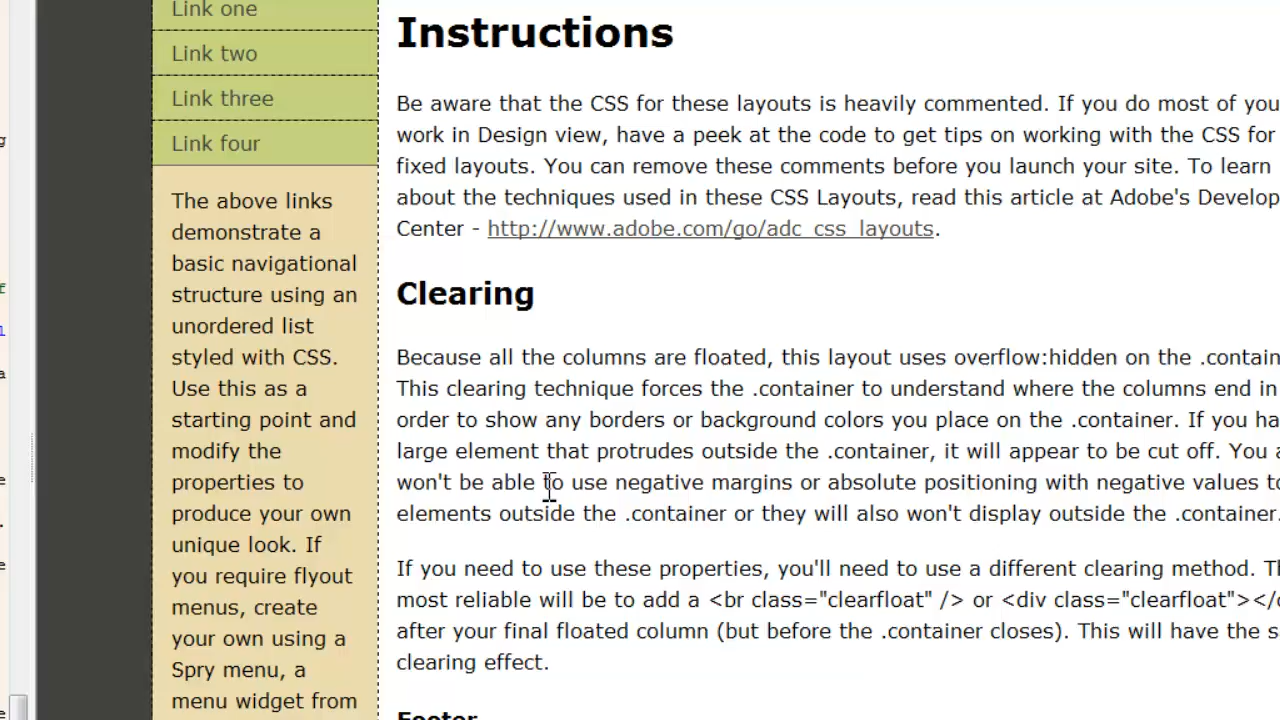 Link one
Link two
Link three
Link four
The above links
demonstrate a
basic navigational
structure using an
unordered list
styled with CSS.
Use this as a
starting point and
modify the
properties to
produce your own
unique look. If
you require flyout
menus, create
your own using a
Spry menu, a
menu widget from
Instructions
Be aware that the CSS for these layouts is heavily commented. If you do most of you
work in Design view, have a peek at the code to get tips on working with the CSS for
fixed layouts. You can remove these comments before you launch your site. To learn
about the techniques used in these CSS Layouts, read this article at Adobe's Develop
Center - http://www.adobe.com/go/adc_css_layouts.
Clearing
Because all the columns are floated, this layout uses overflow:hidden on the .contain
This clearing technique forces the .container to understand where the columns end in
order to show any borders or background colors you place on the .container. If you ha
large element that protrudes outside the .container, it will appear to be cut off. You a
won't be able to use negative margins or absolute positioning with negative values to
elements outside the .container or they will also won't display outside the .container.
If you need to use these properties, you'll need to use a different clearing method. Th
most reliable will be to add a <br class="clearfloat" /> or <div class="clearfloat"></d
after your final floated column (but before the .container closes). This will have the s
clearing effect.
Footer